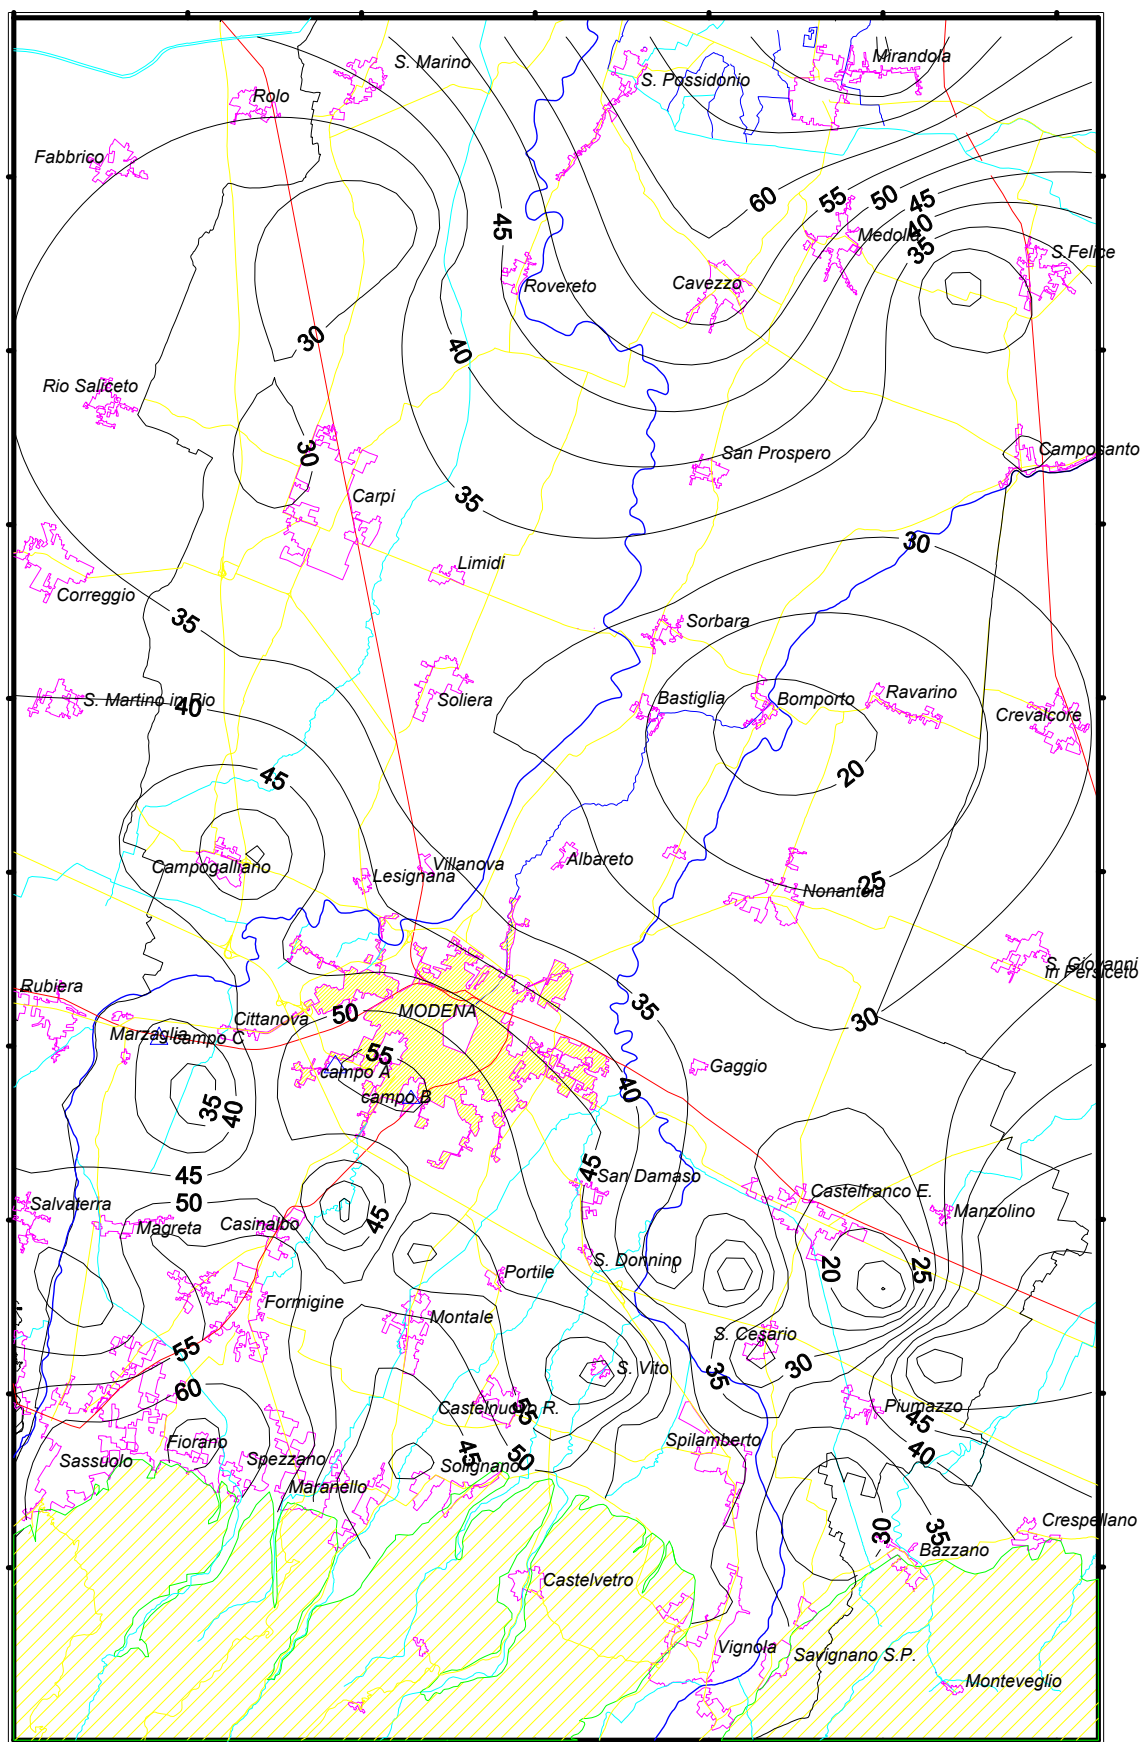 Mirandola
S. Marino
S. Possidonio
Rolo
Fabbrico
60
55
50
45
40
35
45
Medolla
S.Felice
Rovereto
Cavezzo
30
40
Rio Saliceto
30
San Prospero
Camposanto
35
Carpi
30
Limidi
Correggio
35
Sorbara
S. Martino in Rio
40
Soliera
Bastiglia
Bomporto
Ravarino
Crevalcore
45
20
Campogalliano
Lesignana
Villanova
Albareto
25
Nonantola
S. Giovanni
in Persiceto
Rubiera
50
MODENA
35
30
Cittanova
Marzaglia
campo C
55
campo A
Gaggio
campo B
40
35
40
45
45
San Damaso
Salvaterra
50
Magreta
Casinalbo
45
Castelfranco E.
Manzolino
S. Donnino
Portile
20
25
Formigine
Montale
55
S. Cesario
30
S. Vito
35
60
Castelnuovo R.
55
Piumazzo
45
Sassuolo
Fiorano
Spezzano
45
50
Spilamberto
40
Maranello
Solignano
30
35
Crespellano
Bazzano
Castelvetro
Vignola
Savignano S.P.
Monteveglio